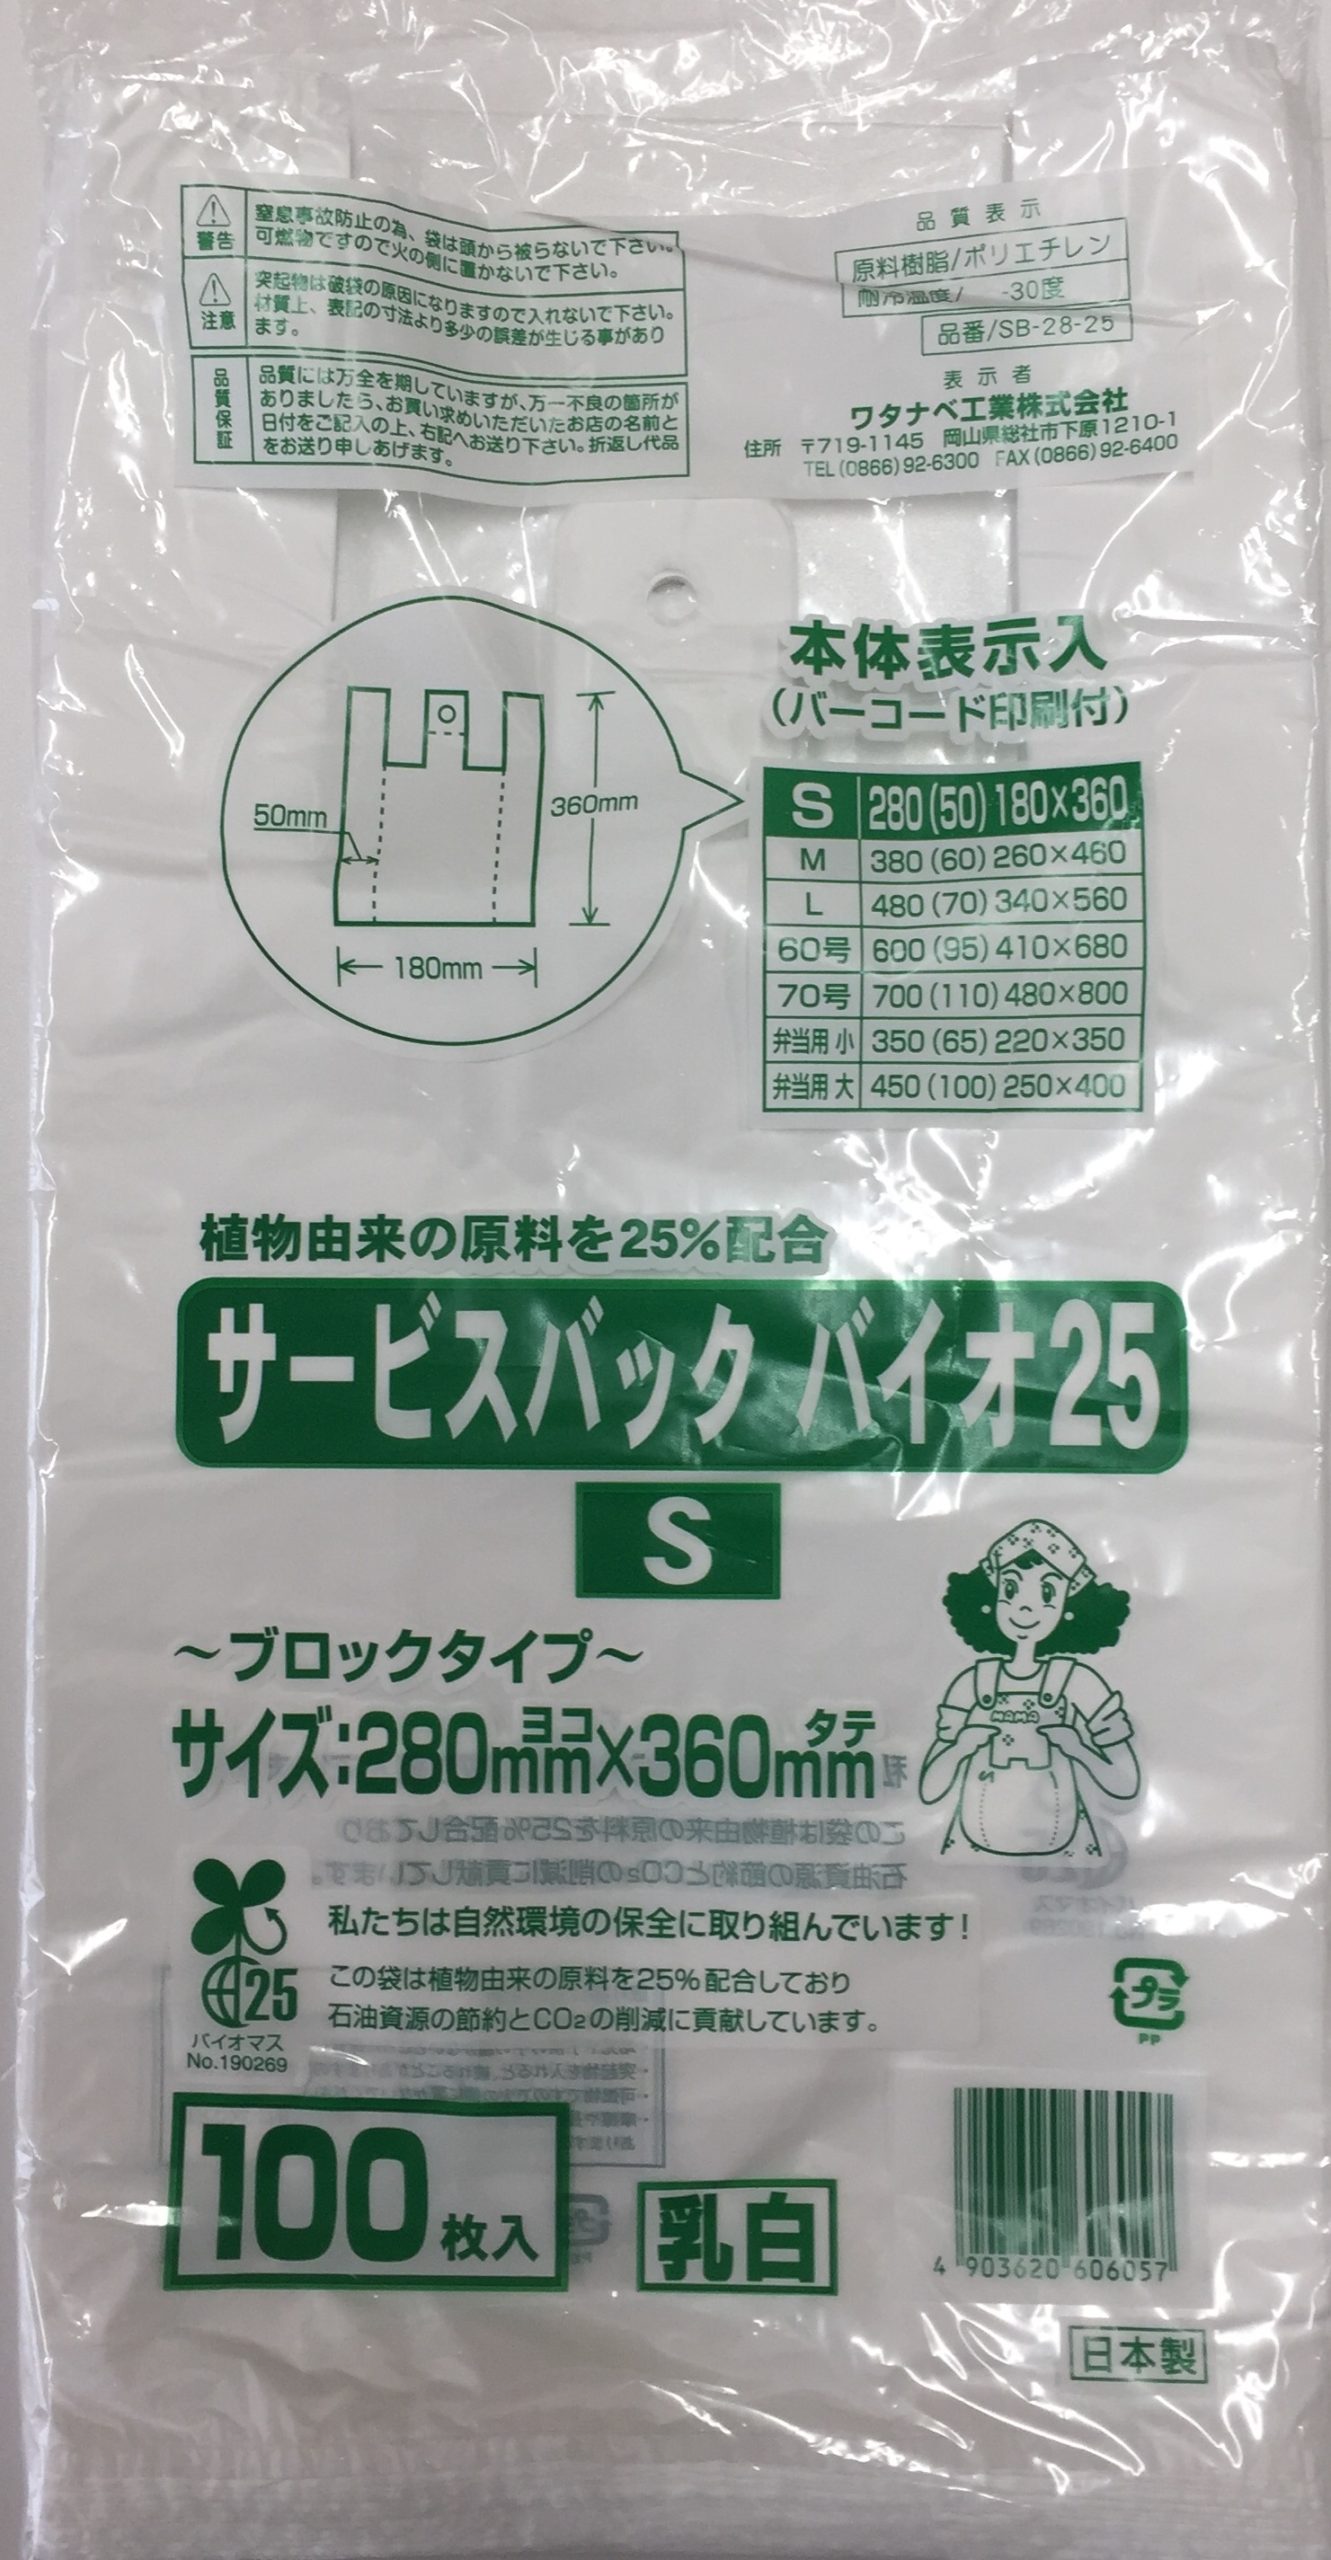 警告
窒息事故防止の為、袋は頭から被らないで下さい。
可燃物ですので火の側に置かないで下さい。
注意
突起物は破袋の原因になりますので入れないで下さい。
材質上、表記の寸法より多少の誤差が生じる事があり
ます。
品質保証
品質には万全を期していますが、万一不良の箇所が
ありましたら、お買い求めいただいたお店の名前と
日付をご記入の上、右記へお送り下さい。折返し代品
をお送り申しあげます。
品質表示
原料樹脂/ポリエチレン
耐冷温度/ -30度
品番/SB-28-25
表示者
ワタナベ工業株式会社
住所 〒719-1145 岡山県総社市下原1210-1
TEL(0866)92-6300 FAX(0866)92-6400
本体表示入
(バーコード印刷付)
50mm
360mm
180mm
S 280(50)180×360
M 380(60)260×460
L 480(70)340×560
60号 600(95)410×680
70号 700(110)480×800
弁当用 小 350(65)220×350
弁当用 大 450(100)250×400
植物由来の原料を25%配合
サービスバック バイオ25
S
〜ブロックタイプ〜
サイズ:280mmヨコ×360mmタテ
MAMA
私たちは自然環境の保全に取り組んでいます!
この袋は植物由来の原料を25%配合しており
石油資源の節約とCO₂の削減に貢献しています。
25
バイオマス
No.190269
プラ
PP
100枚入
乳白
4 903620 606057
日本製